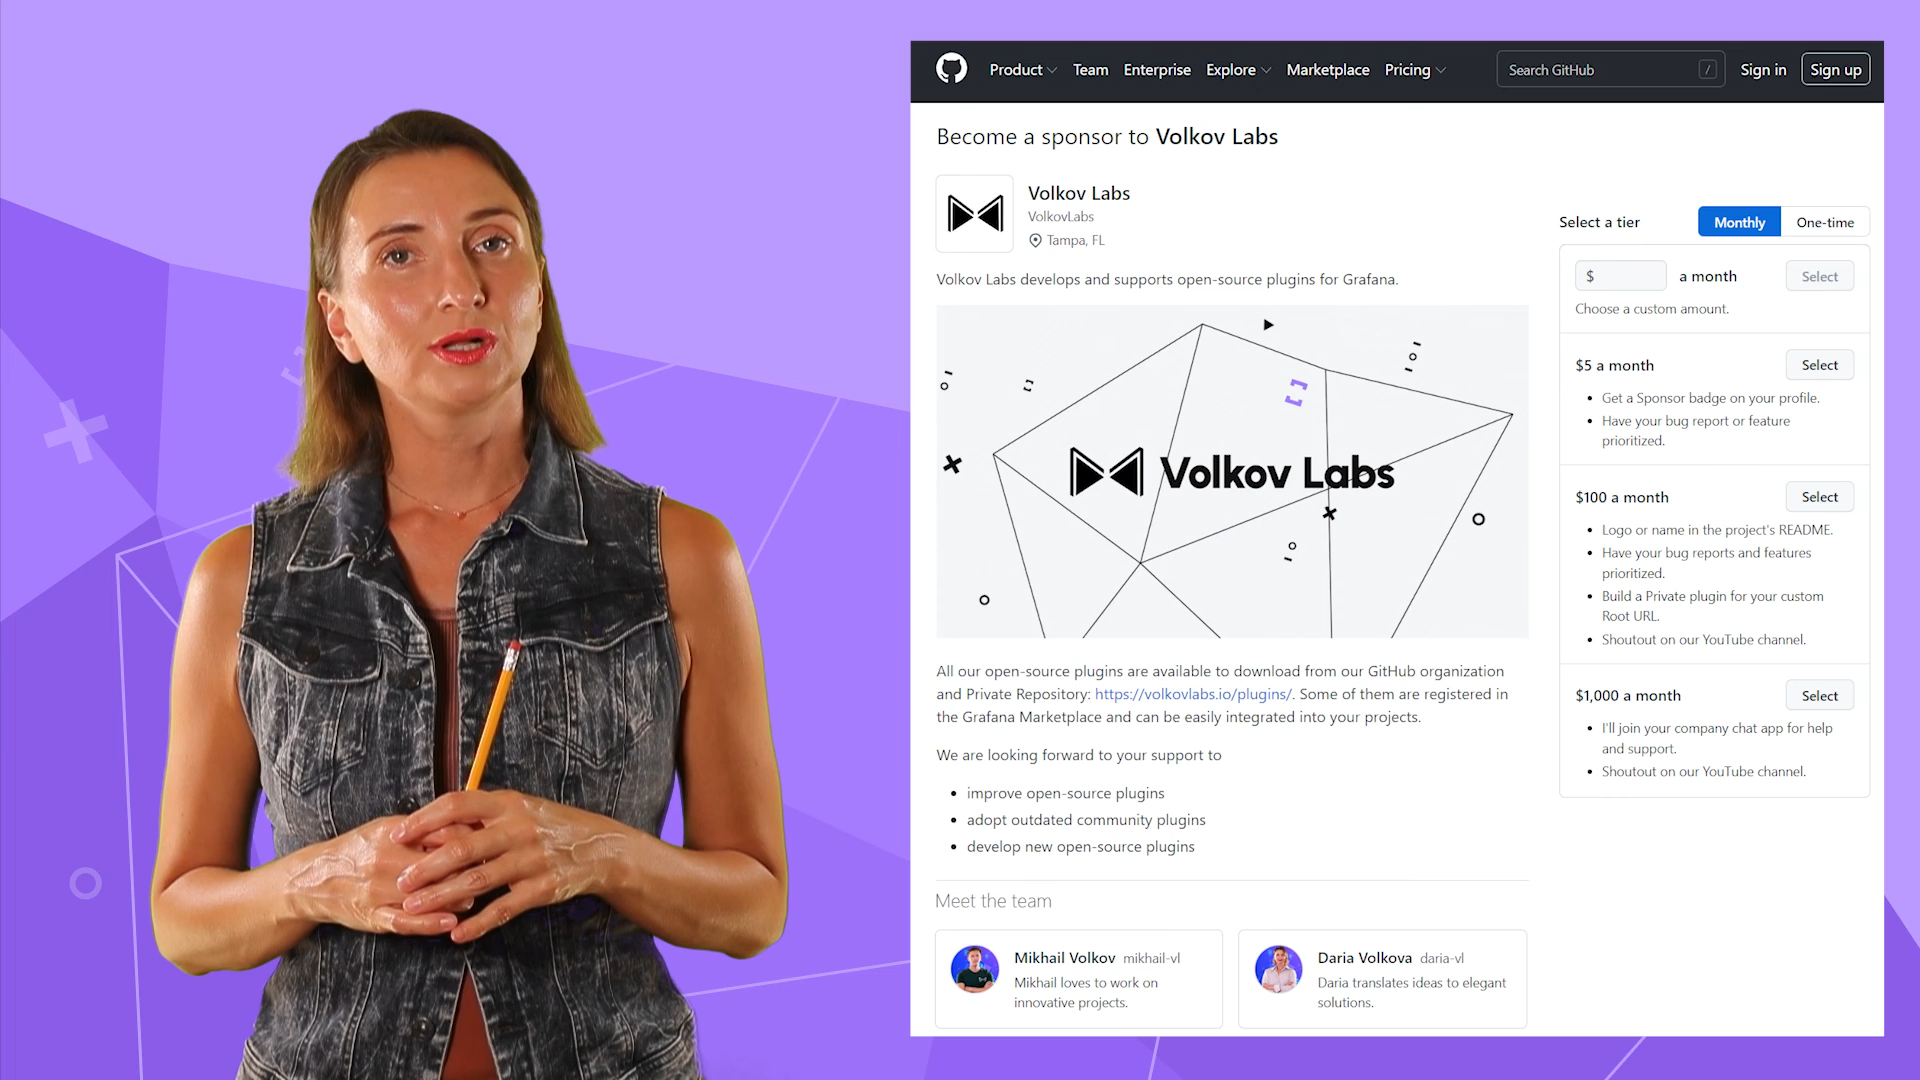 Product Team Enterprise Explore Marketplace Pricing Search GitHub / Sign in Sign up
Become a sponsor to Volkov Labs
Volkov Labs
VolkovLabs
Tampa, FL
Volkov Labs develops and supports open-source plugins for Grafana.
Volkov Labs
All our open-source plugins are available to download from our GitHub organization
and Private Repository: https://volkovlabs.io/plugins/. Some of them are registered in
the Grafana Marketplace and can be easily integrated into your projects.
We are looking forward to your support to
• improve open-source plugins
• adopt outdated community plugins
• develop new open-source plugins
Meet the team
Mikhail Volkov mikhail-vl
Mikhail loves to work on
innovative projects.
Daria Volkova daria-vl
Daria translates ideas to elegant
solutions.
Select a tier Monthly One-time
$ a month Select
Choose a custom amount.
$5 a month Select
• Get a Sponsor badge on your profile.
• Have your bug report or feature
prioritized.
$100 a month Select
• Logo or name in the project's README.
• Have your bug reports and features
prioritized.
• Build a Private plugin for your custom
Root URL.
• Shoutout on our YouTube channel.
$1,000 a month Select
• I'll join your company chat app for help
and support.
• Shoutout on our YouTube channel.